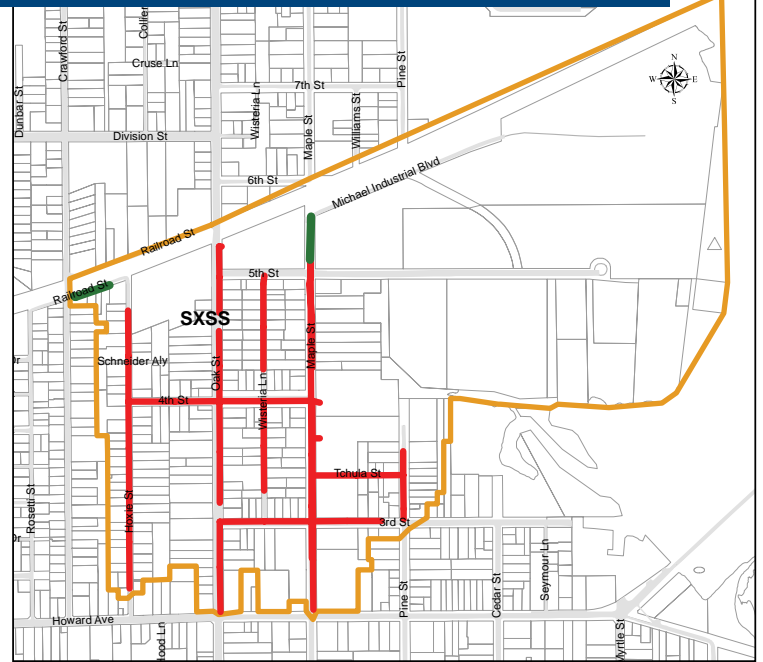 Crawford St
Collier
Pine St
N
W E
S
Cruse Ln
Dunbar St
Wisteria Ln
7th St
Maple St
Williams St
Division St
6th St
Michael Industrial Blvd
Railroad St
5th St
Railroad St
SXSS
Schneider Aly
Oak St
Maple St
4th St
Wisteria Ln
Tchula St
Rosetti St
Hoxie St
3rd St
Seymour Ln
Pine St
Cedar St
Howard Ave
Myrtle St